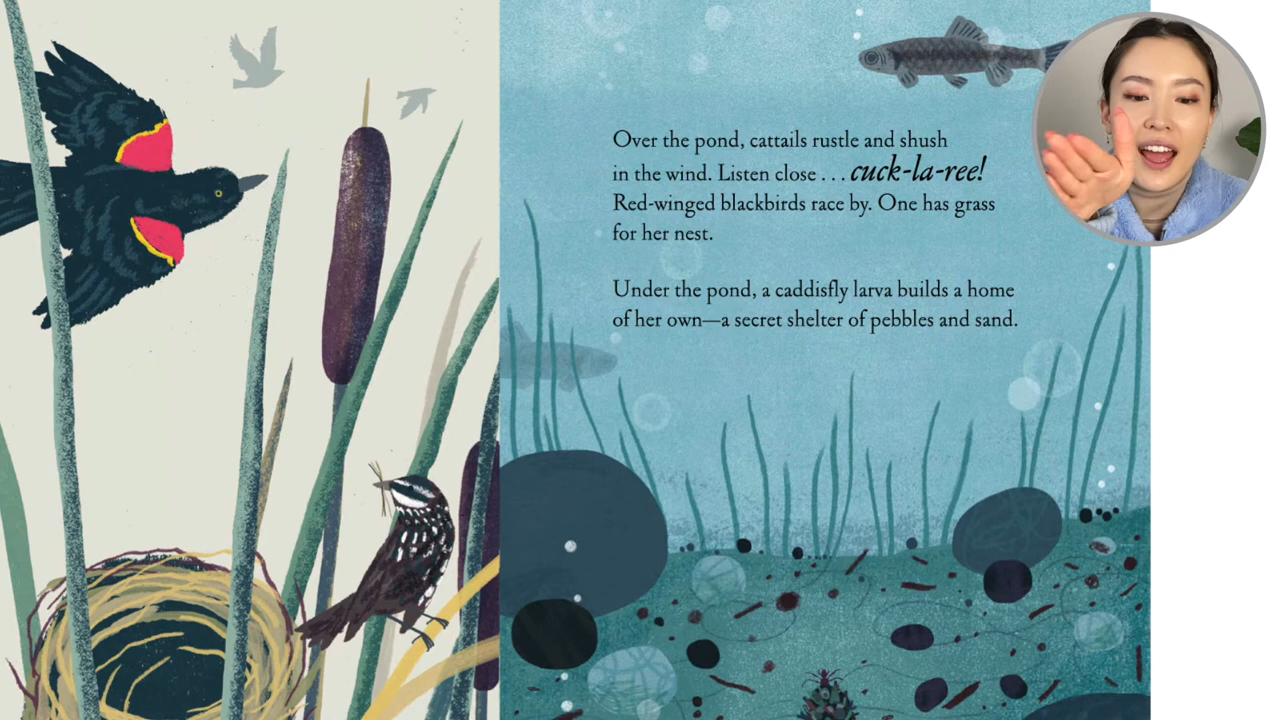 Over the pond, cattails rustle and shush
in the wind. Listen close . . . cuck-la-ree!
Red-winged blackbirds race by. One has grass
for her nest.
Under the pond, a caddisfly larva builds a home
of her own—a secret shelter of pebbles and sand.